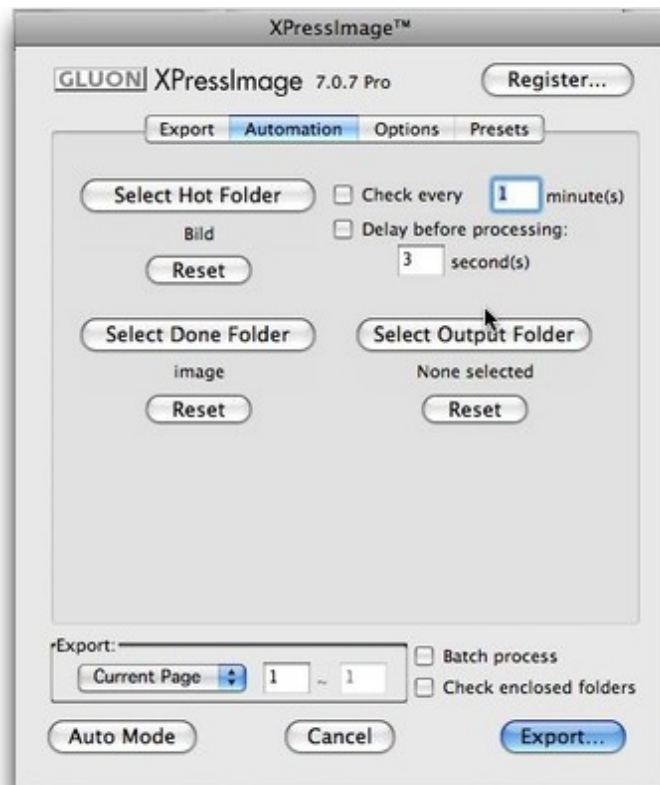 XPressImage™
GLUON XPressImage 7.0.7 Pro Register...
Export Automation Options Presets
Select Hot Folder Check every 1 minute(s)
Bild Delay before processing:
Reset 3 second(s)
Select Done Folder Select Output Folder
image None selected
Reset Reset
Export:
Current Page 1 ~ 1 Batch process
Check enclosed folders
Auto Mode Cancel Export...